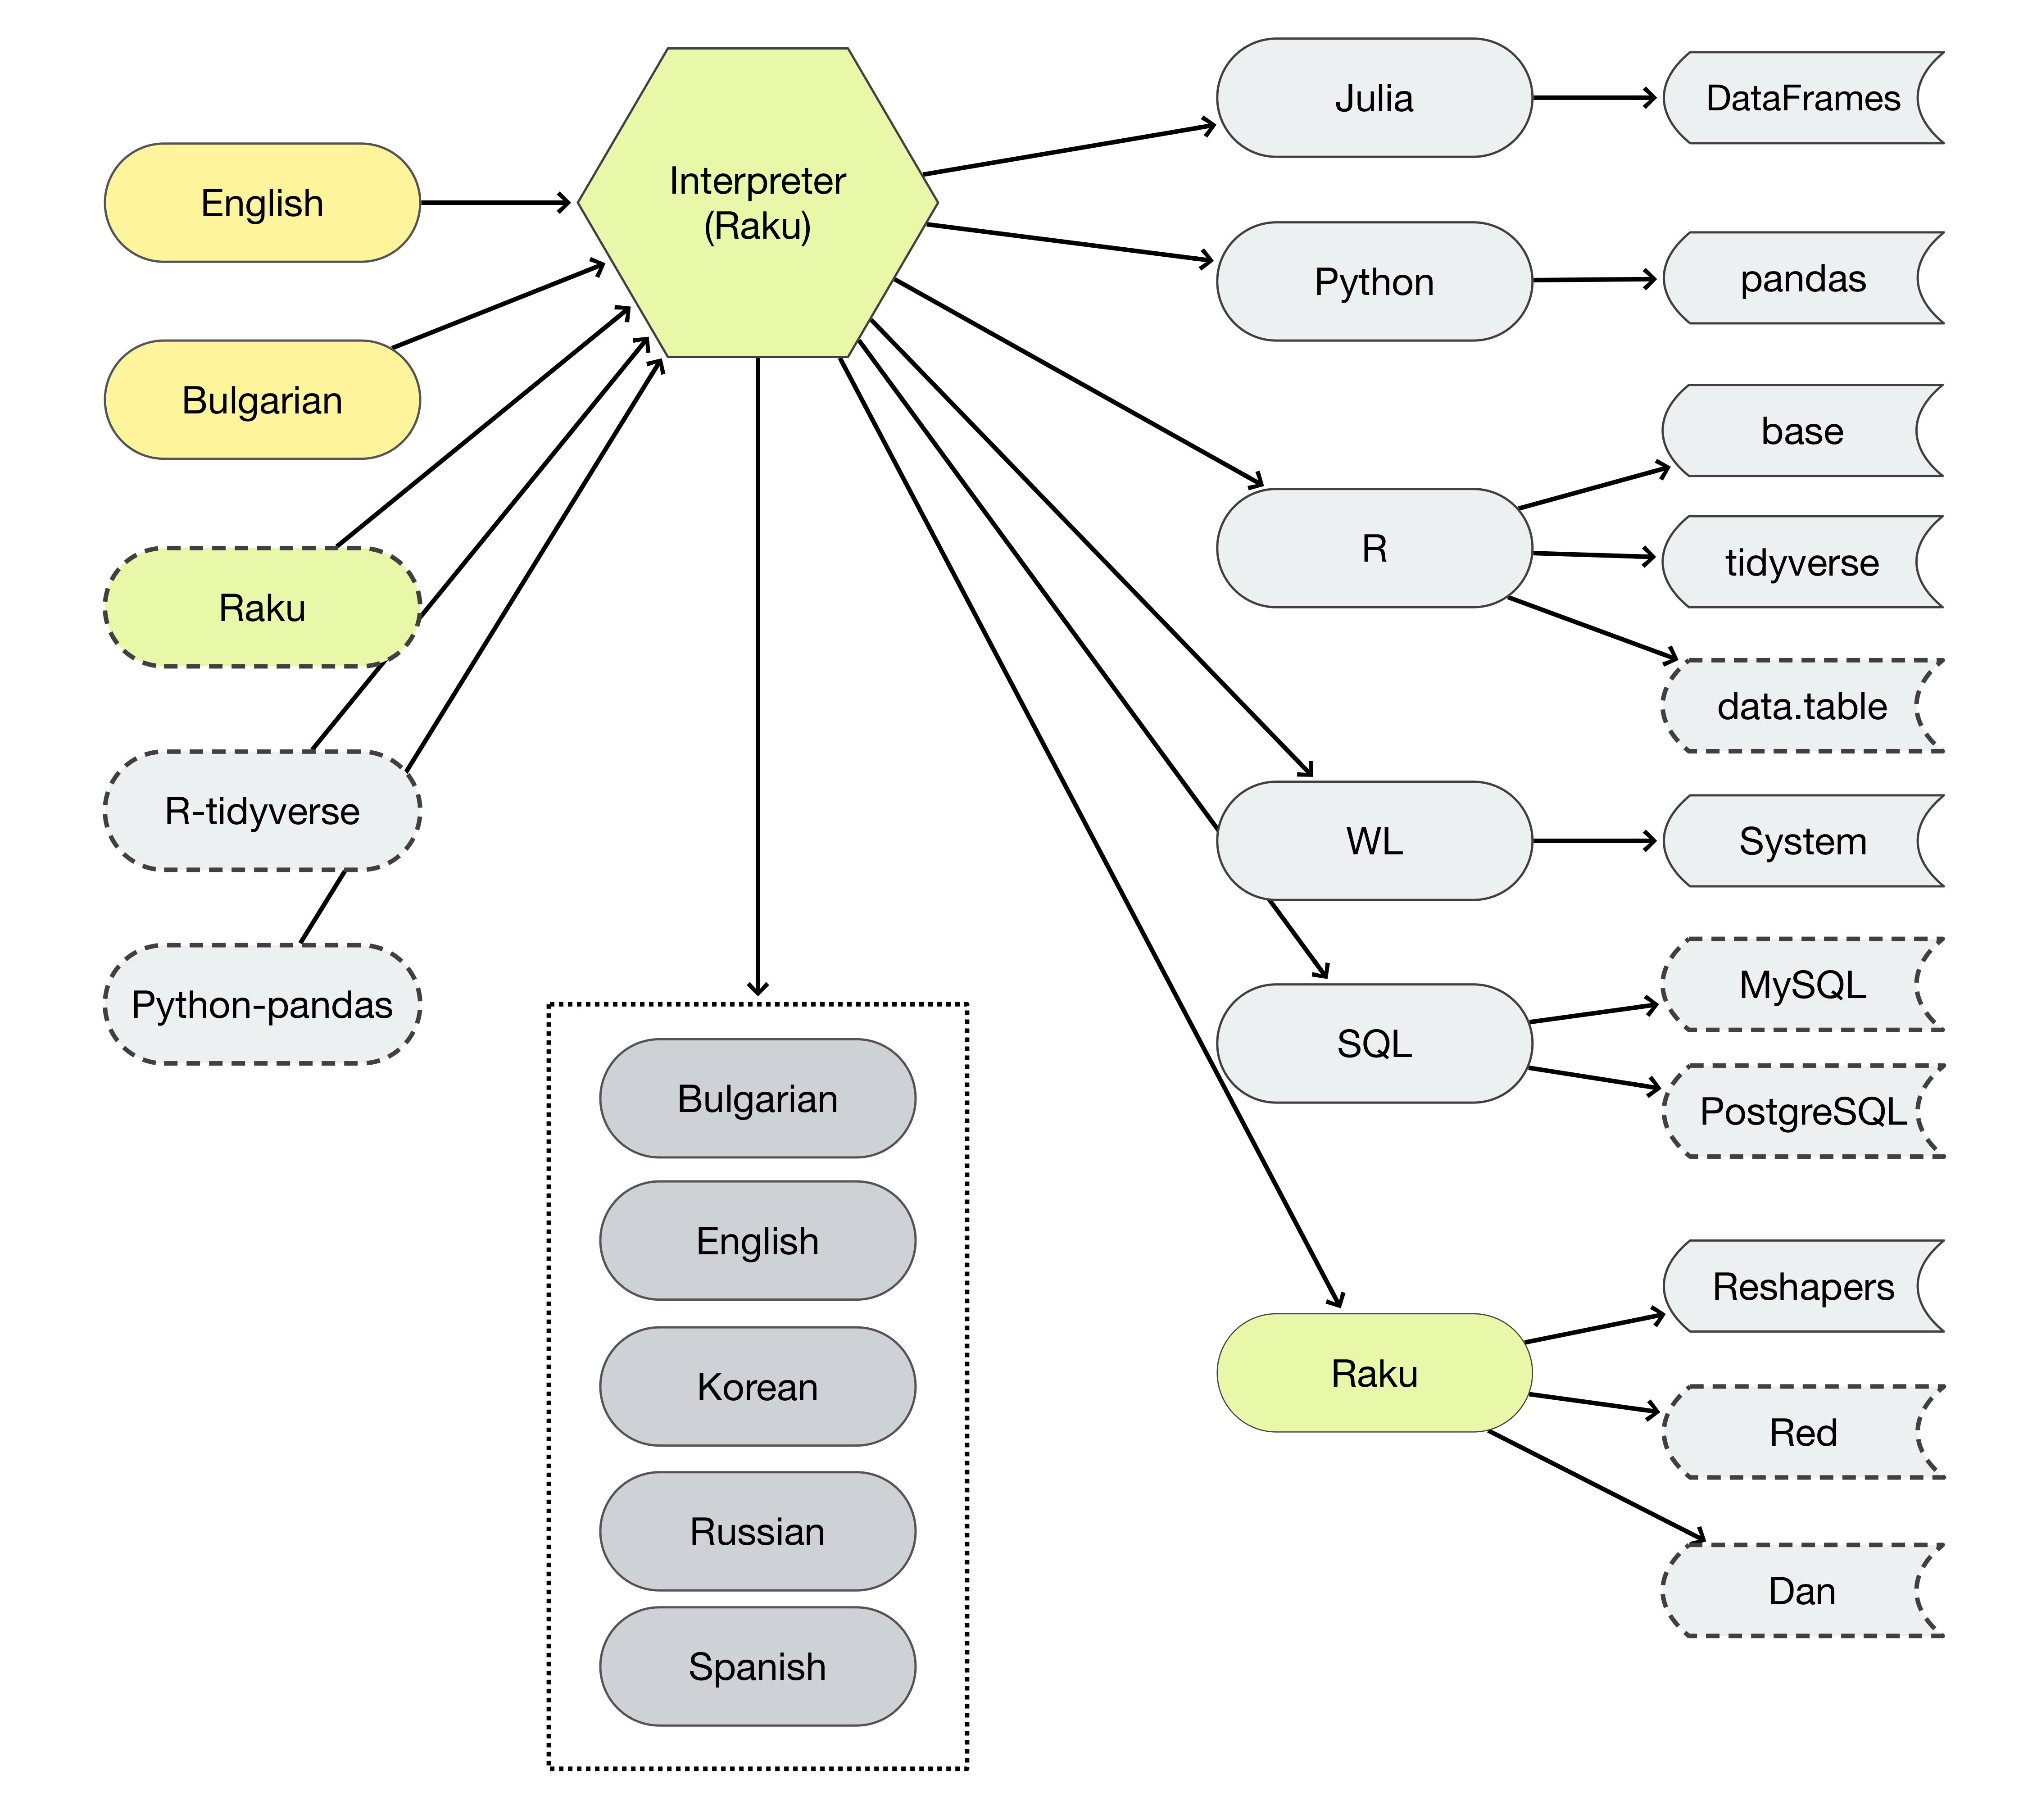 English
Bulgarian
Raku
R-tidyverse
Python-pandas
Interpreter
(Raku)
Bulgarian
English
Korean
Russian
Spanish
Julia
Python
R
WL
SQL
Raku
DataFrames
pandas
base
tidyverse
data.table
System
MySQL
PostgreSQL
Reshapers
Red
Dan